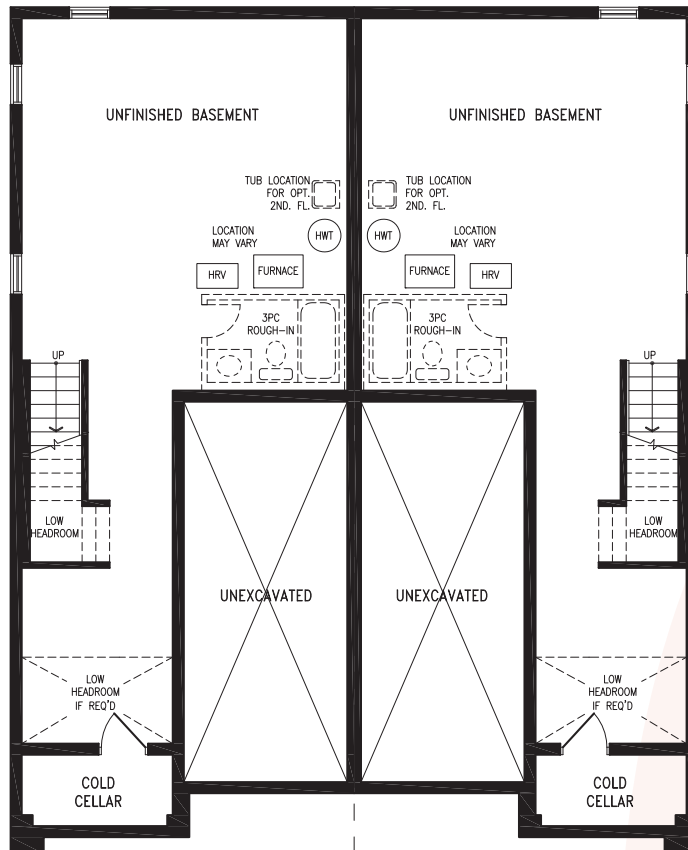 UNFINISHED BASEMENT
UNFINISHED BASEMENT
TUB LOCATION
FOR OPT.
2ND. FL.
TUB LOCATION
FOR OPT.
2ND. FL.
LOCATION
MAY VARY
HWT
HWT
LOCATION
MAY VARY
HRV
FURNACE
FURNACE
HRV
3PC
ROUGH-IN
3PC
ROUGH-IN
UP
UP
LOW
HEADROOM
LOW
HEADROOM
UNEXCAVATED
UNEXCAVATED
LOW
HEADROOM
IF REQ'D
LOW
HEADROOM
IF REQ'D
COLD
CELLAR
COLD
CELLAR